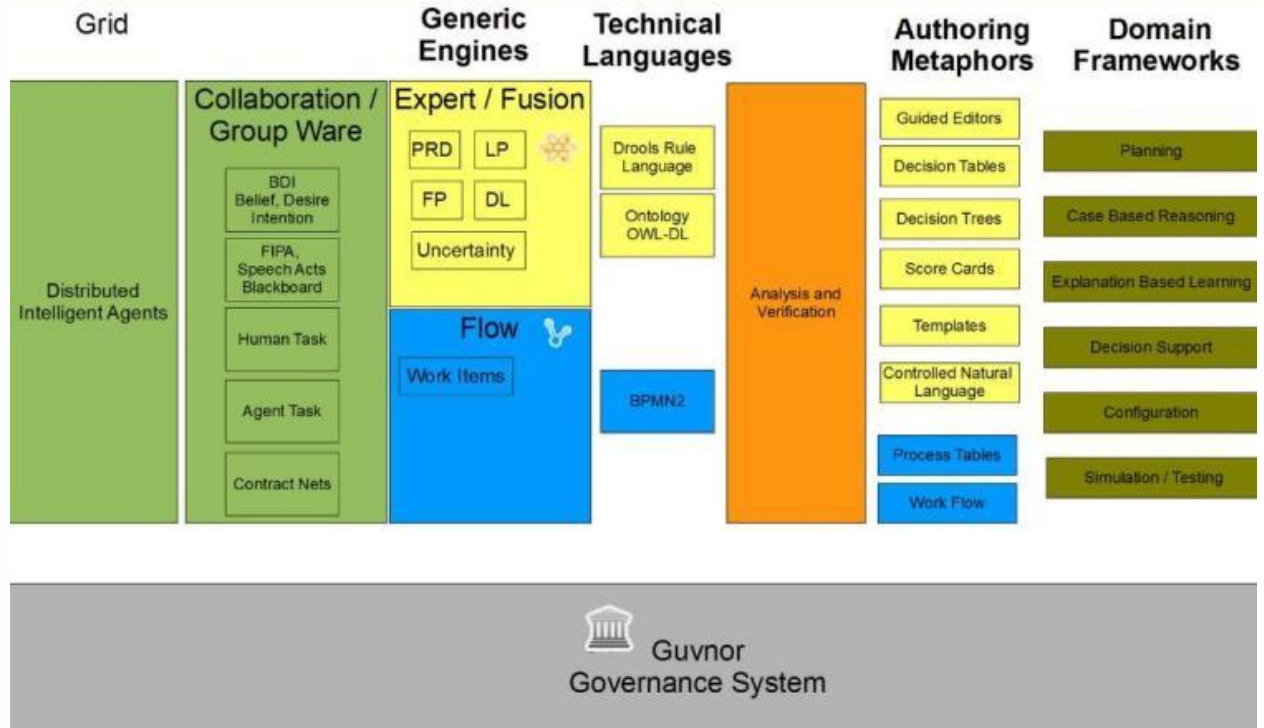 Grid
Generic
Engines
Technical
Languages
Authoring
Metaphors
Domain
Frameworks
Distributed
Intelligent Agents
Collaboration /
Group Ware
BDI
Belief, Desire
Intention
FIPA,
Speech Acts
Blackboard
Human Task
Agent Task
Contract Nets
Expert / Fusion
PRD
LP
FP
DL
Uncertainty
Flow
Work Items
Drools Rule
Language
Ontology
OWL-DL
BPMN2
Analysis and
Verification
Guided Editors
Decision Tables
Decision Trees
Score Cards
Templates
Controlled Natural
Language
Process Tables
Work Flow
Planning
Case Based Reasoning
Explanation Based Learning
Decision Support
Configuration
Simulation / Testing
Guvnor
Governance System